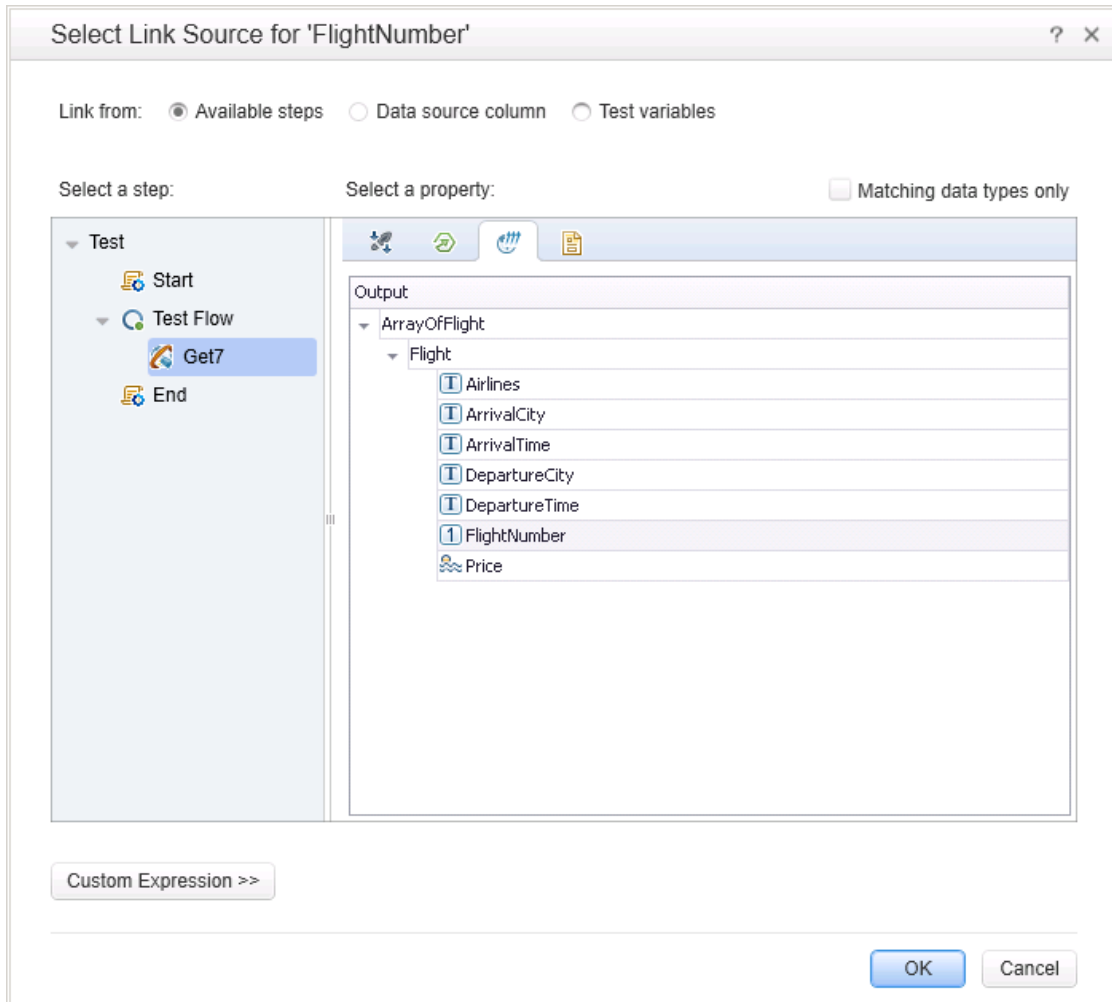 Select Link Source for 'FlightNumber' ? ×
Link from: Available steps Data source column Test variables
Select a step: Select a property: Matching data types only
Test
Start
Test Flow
Get7
End
Output
ArrayOfFlight
Flight
T Airlines
T ArrivalCity
T ArrivalTime
T DepartureCity
T DepartureTime
1 FlightNumber
Price
Custom Expression >>
OK Cancel